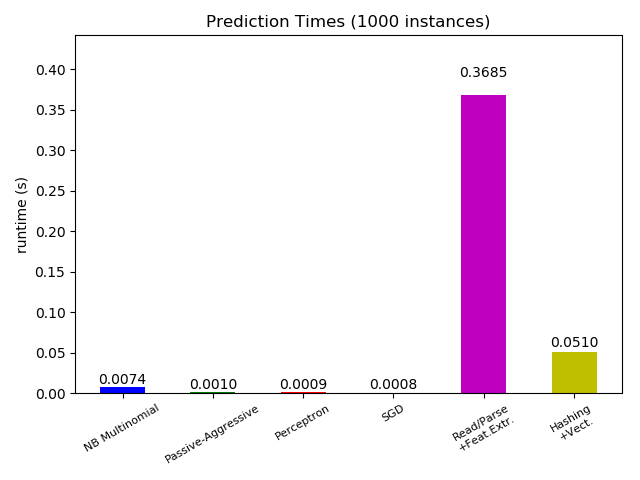 Prediction Times (1000 instances)
runtime (s)
0.40
0.35
0.30
0.25
0.20
0.15
0.10
0.05
0.00
0.0074
0.0010
0.0009
0.0008
0.3685
0.0510
NB Multinomial
Passive-Aggressive
Perceptron
SGD
Read/Parse
+Feat.Extr.
Hashing
+Vect.